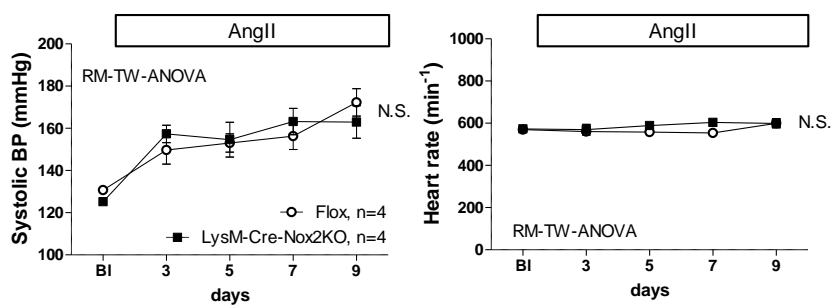 AngII
Systolic BP (mmHg)
200
180
160
140
120
100
RM-TW-ANOVA
N.S.
Flox, n=4
LysM-Cre-Nox2KO, n=4
BI 3 5 7 9
days
AngII
Heart rate (min⁻¹)
1000
800
600
400
200
0
N.S.
RM-TW-ANOVA
BI 3 5 7 9
days